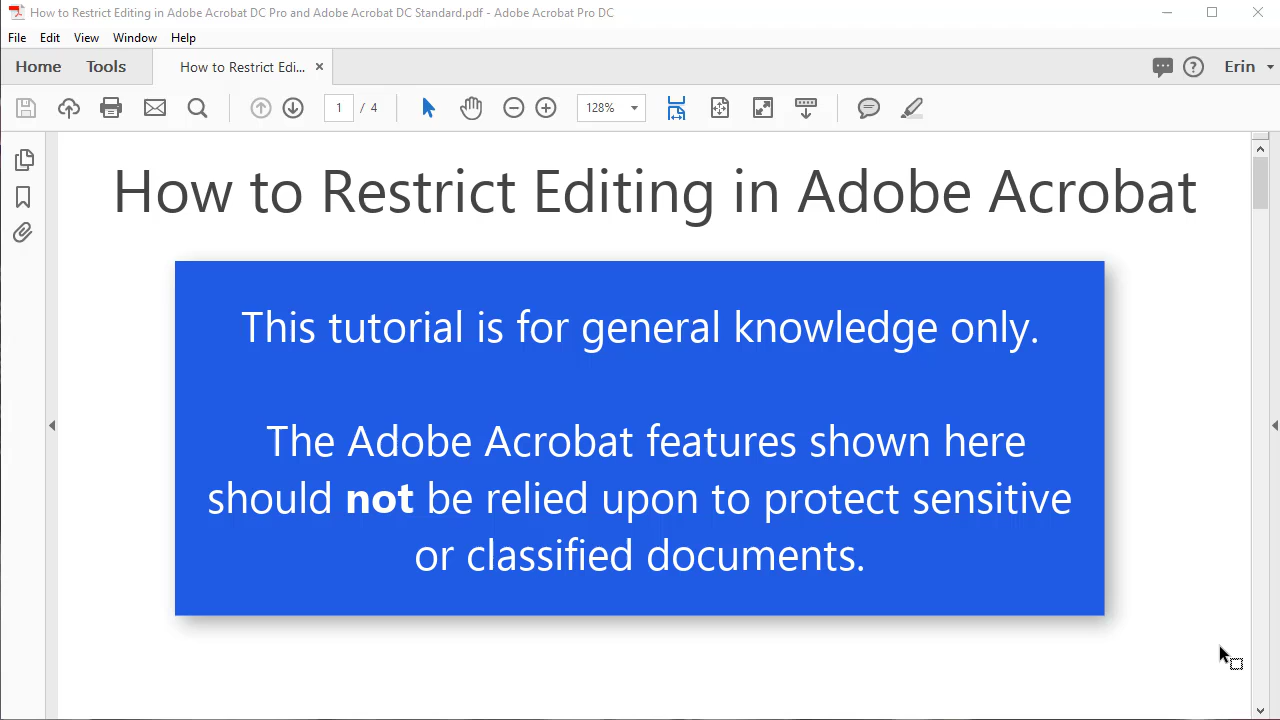 How to Restrict Editing in Adobe Acrobat DC Pro and Adobe Acrobat DC Standard.pdf - Adobe Acrobat Pro DC
File Edit View Window Help
Home Tools How to Restrict Edi... × Erin
1 / 4 128%
How to Restrict Editing in Adobe Acrobat
This tutorial is for general knowledge only.
The Adobe Acrobat features shown here
should not be relied upon to protect sensitive
or classified documents.